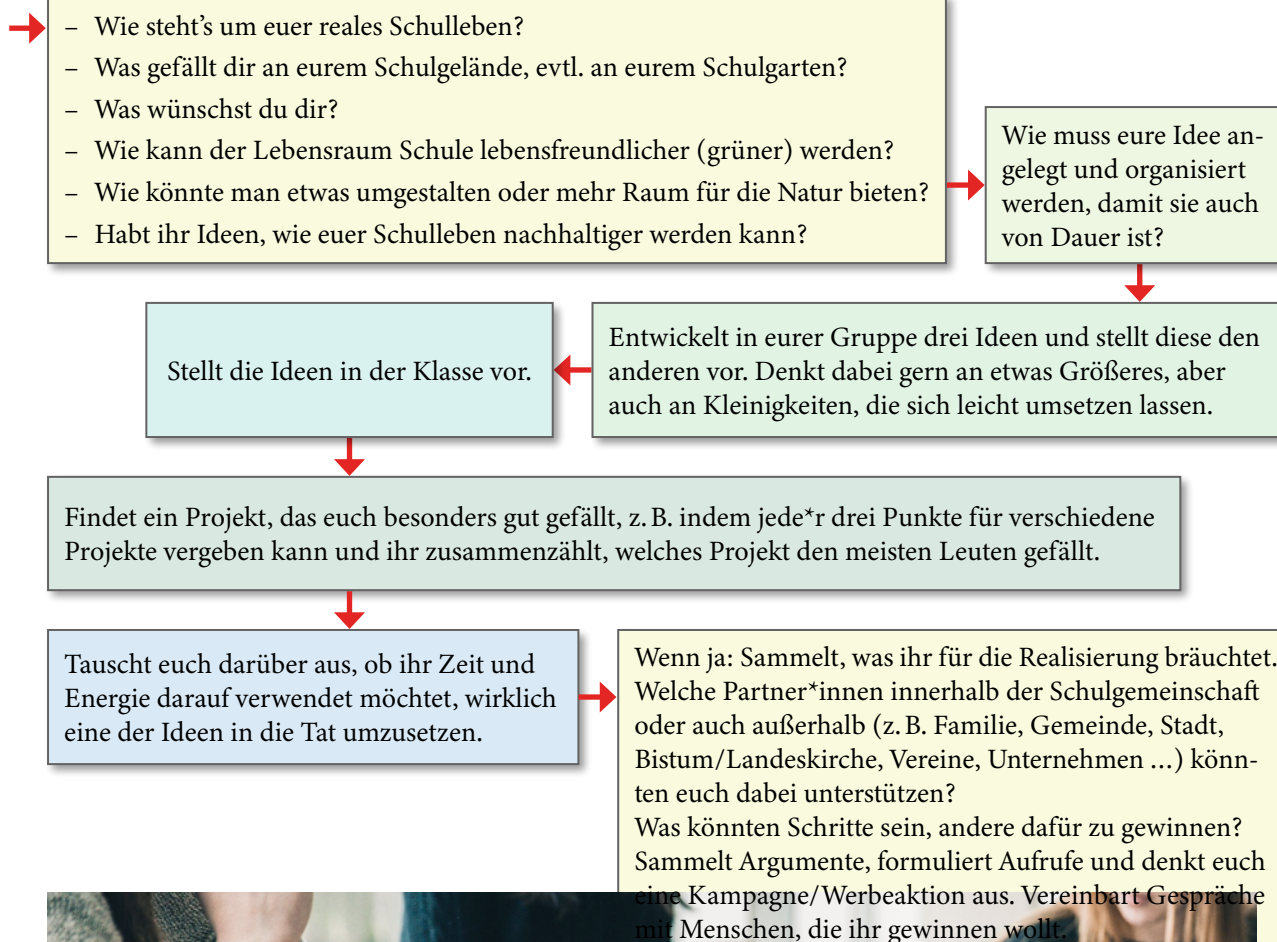 – Wie steht’s um euer reales Schulleben?
– Was gefällt dir an eurem Schulgelände, evtl. an eurem Schulgarten?
– Was wünschst du dir?
– Wie kann der Lebensraum Schule lebensfreundlicher (grüner) werden?
– Wie könnte man etwas umgestalten oder mehr Raum für die Natur bieten?
– Habt ihr Ideen, wie euer Schulleben nachhaltiger werden kann?
Wie muss eure Idee an-
gelegt und organisiert
werden, damit sie auch
von Dauer ist?
Entwickelt in eurer Gruppe drei Ideen und stellt diese den
anderen vor. Denkt dabei gern an etwas Größeres, aber
auch an Kleinigkeiten, die sich leicht umsetzen lassen.
Stellt die Ideen in der Klasse vor.
Findet ein Projekt, das euch besonders gut gefällt, z. B. indem jede*r drei Punkte für verschiedene
Projekte vergeben kann und ihr zusammenzählt, welches Projekt den meisten Leuten gefällt.
Tauscht euch darüber aus, ob ihr Zeit und
Energie darauf verwendet möchtet, wirklich
eine der Ideen in die Tat umzusetzen.
Wenn ja: Sammelt, was ihr für die Realisierung bräuchtet.
Welche Partner*innen innerhalb der Schulgemeinschaft
oder auch außerhalb (z. B. Familie, Gemeinde, Stadt,
Bistum/Landeskirche, Vereine, Unternehmen …) könn-
ten euch dabei unterstützen?
Was könnten Schritte sein, andere dafür zu gewinnen?
Sammelt Argumente, formuliert Aufrufe und denkt euch
eine Kampagne/Werbeaktion aus. Vereinbart Gespräche
mit Menschen, die ihr gewinnen wollt.